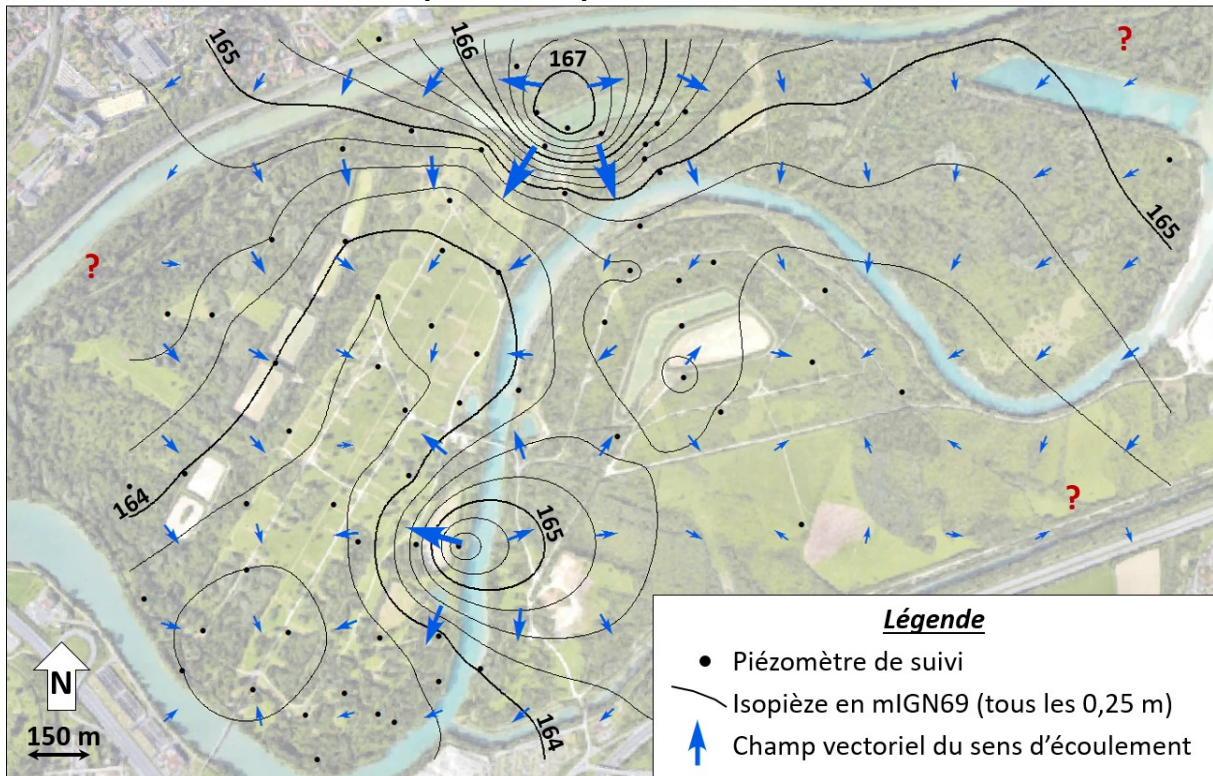 165
166
167
?
?
165
164
165
?
164
N
150 m
Légende
Piézomètre de suivi
Isopièze en mIGN69 (tous les 0,25 m)
Champ vectoriel du sens d'écoulement